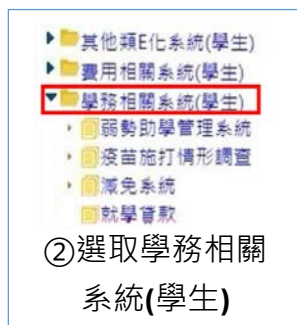 其他類E化系統(學生)
費用相關系統(學生)
學務相關系統(學生)
弱勢助學管理系統
疫苗施打情形調查
減免系統
就學貸款
②選取學務相關
系統(學生)